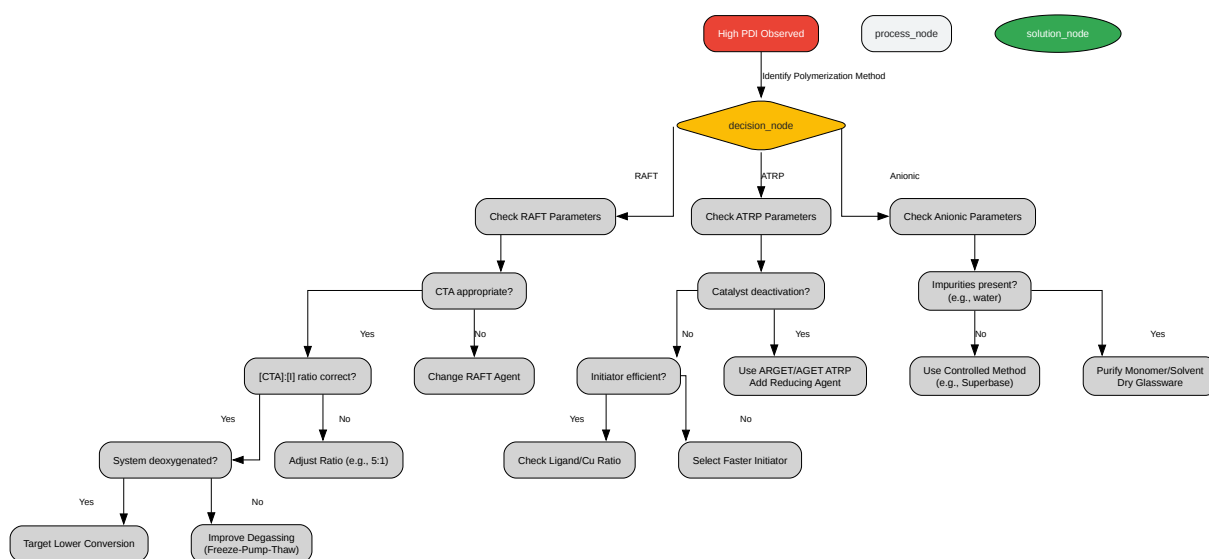 High PDI Observed
process_node
solution_node
Identify Polymerization Method
decision_node
RAFT
ATRP
Anionic
Check RAFT Parameters
Check ATRP Parameters
Check Anionic Parameters
CTA appropriate?
Catalyst deactivation?
Impurities present?
(e.g., water)
Yes
No
No
Yes
No
Yes
[CTA]:[I] ratio correct?
Change RAFT Agent
Initiator efficient?
Use ARGET/AGET ATRP
Add Reducing Agent
Use Controlled Method
(e.g., Superbase)
Purify Monomer/Solvent
Dry Glassware
Yes
No
Yes
No
System deoxygenated?
Adjust Ratio (e.g., 5:1)
Check Ligand/Cu Ratio
Select Faster Initiator
Yes
No
Target Lower Conversion
Improve Degassing
(Freeze-Pump-Thaw)